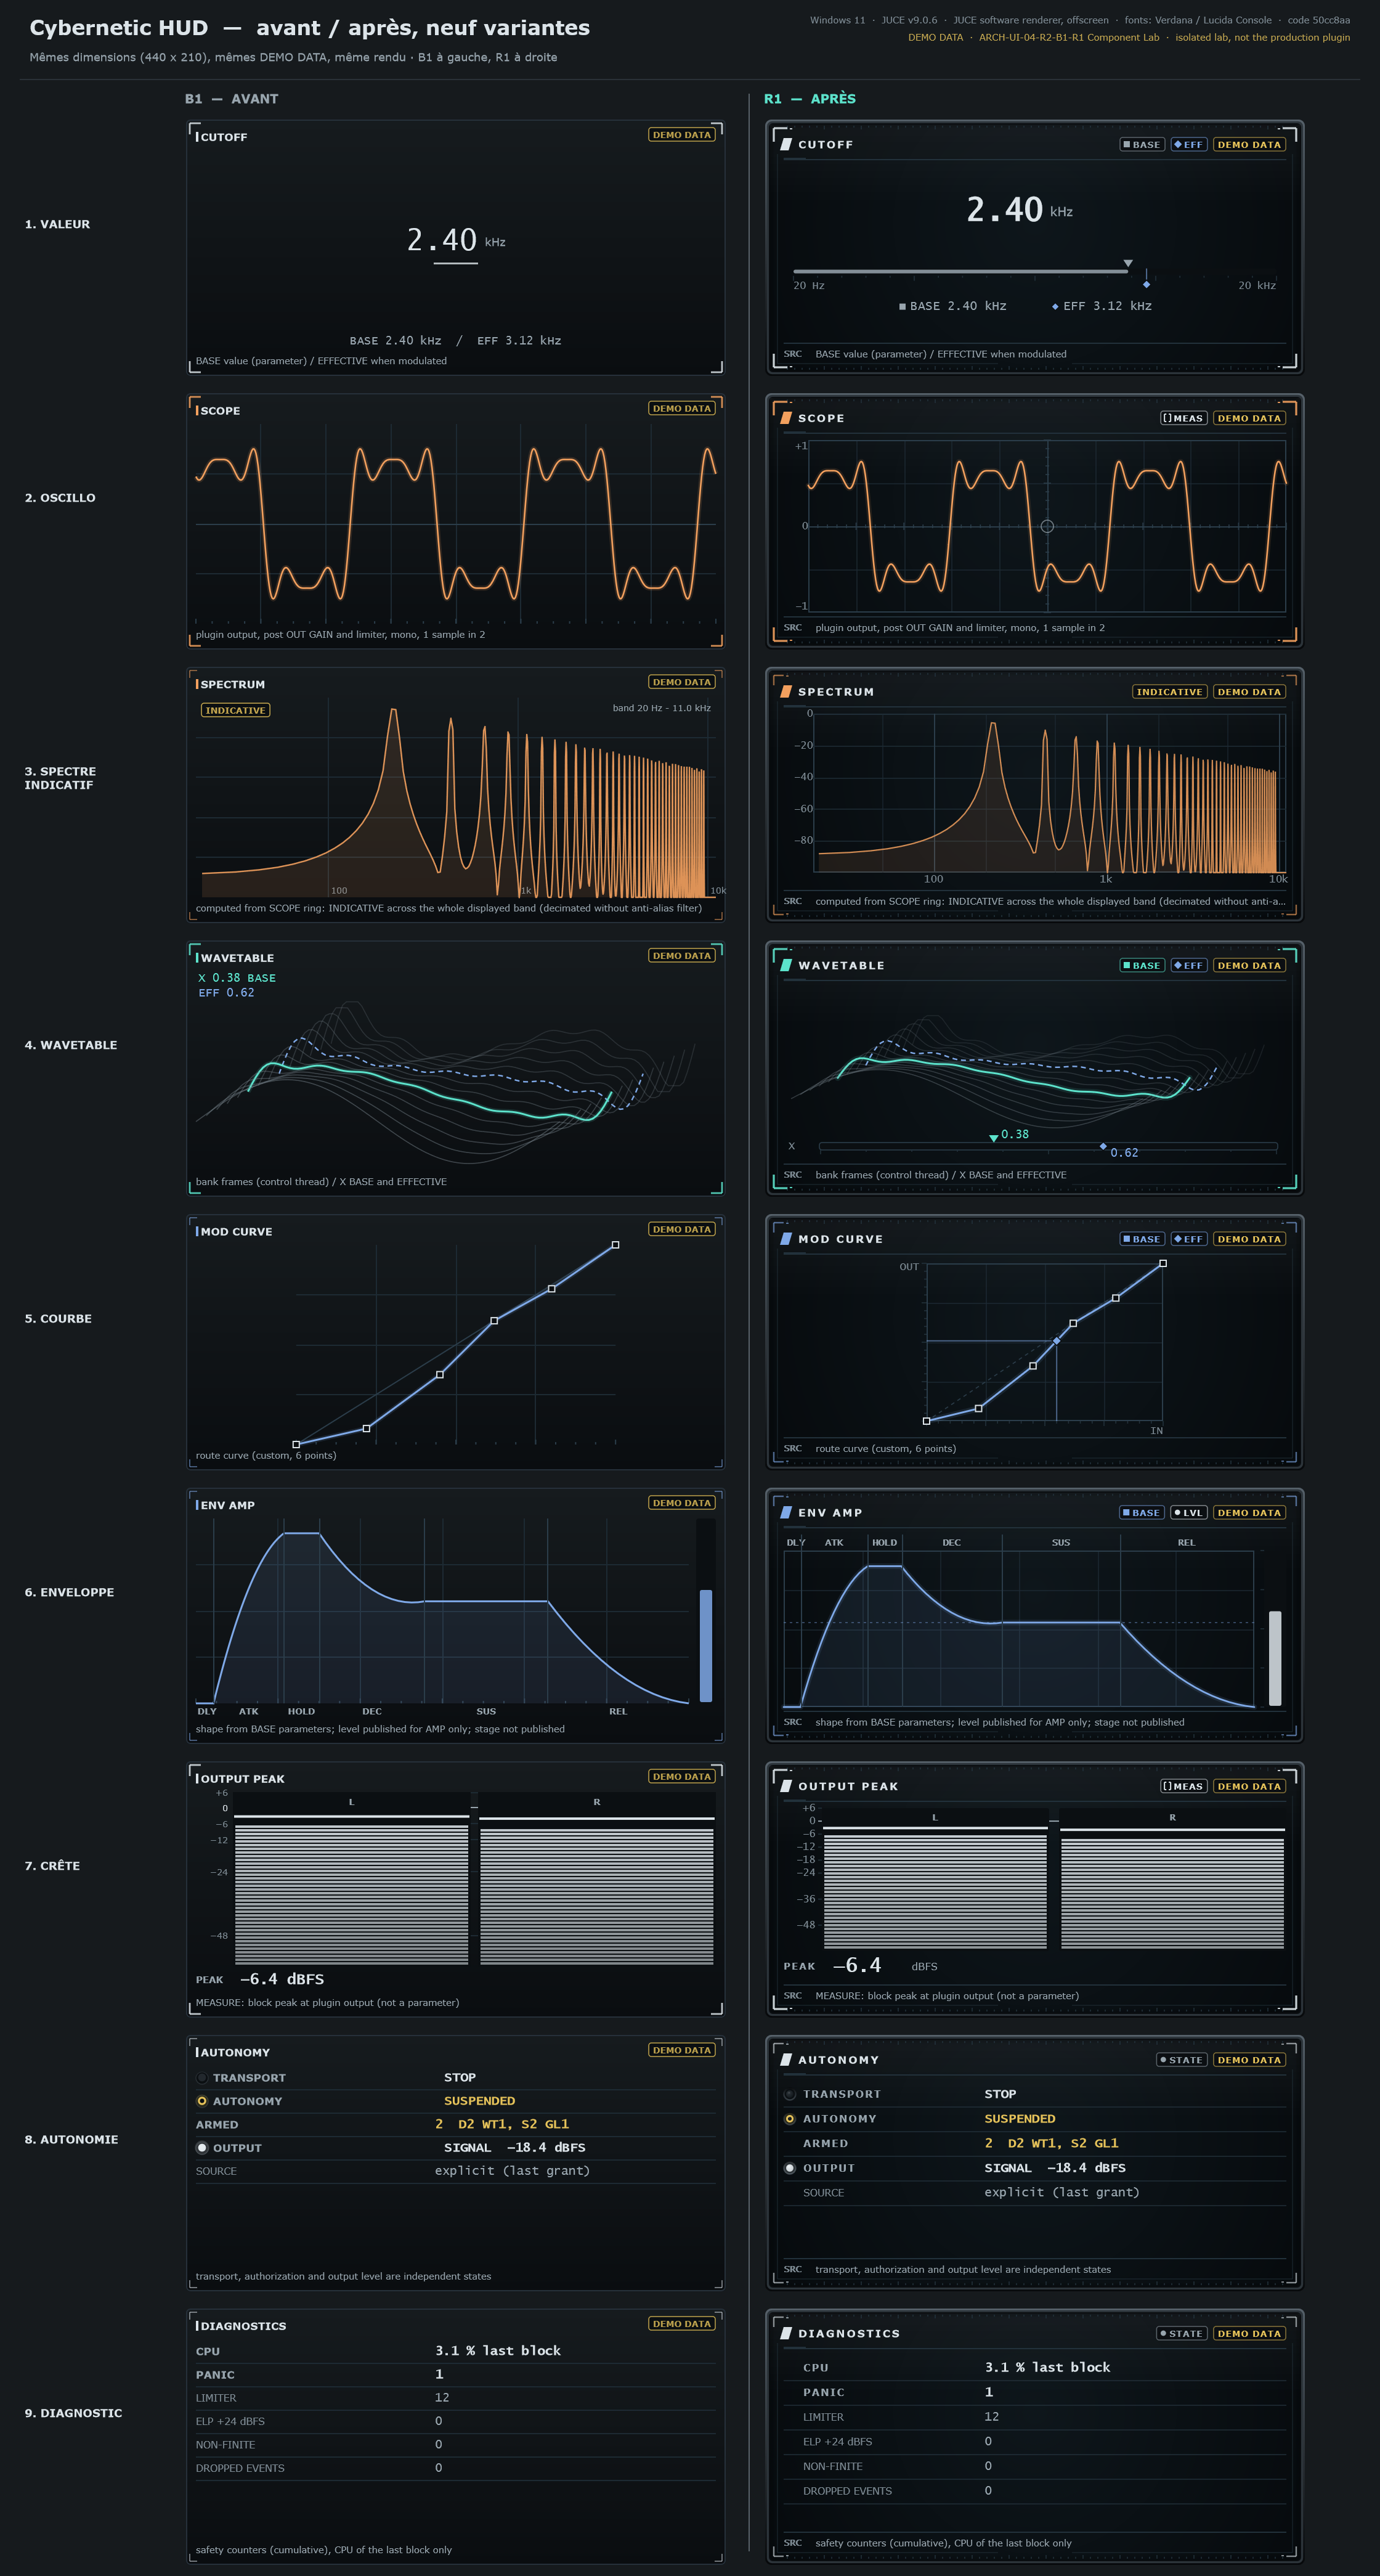 Cybernetic HUD — avant / après, neuf variantes
Mêmes dimensions (440 x 210), mêmes DEMO DATA, même rendu · B1 à gauche, R1 à droite
Windows 11 · JUCE v9.0.6 · JUCE software renderer, offscreen · fonts: Verdana / Lucida Console · code 50cc8aa
DEMO DATA · ARCH-UI-04-R2-B1-R1 Component Lab · isolated lab, not the production plugin
B1 — AVANT
R1 — APRÈS
1. VALEUR
CUTOFF
DEMO DATA
2.40 kHz
BASE 2.40 kHz / EFF 3.12 kHz
BASE value (parameter) / EFFECTIVE when modulated
CUTOFF
BASE
EFF
DEMO DATA
2.40 kHz
20 Hz
20 kHz
BASE 2.40 kHz
EFF 3.12 kHz
SRC BASE value (parameter) / EFFECTIVE when modulated
2. OSCILLO
SCOPE
DEMO DATA
plugin output, post OUT GAIN and limiter, mono, 1 sample in 2
SCOPE
[]MEAS
DEMO DATA
+1
0
−1
SRC plugin output, post OUT GAIN and limiter, mono, 1 sample in 2
3. SPECTRE
INDICATIF
SPECTRUM
DEMO DATA
INDICATIVE
band 20 Hz - 11.0 kHz
100
1k
10k
computed from SCOPE ring: INDICATIVE across the whole displayed band (decimated without anti-alias filter)
SPECTRUM
INDICATIVE
DEMO DATA
0
−20
−40
−60
−80
100
1k
10k
SRC computed from SCOPE ring: INDICATIVE across the whole displayed band (decimated without anti-a...
4. WAVETABLE
WAVETABLE
DEMO DATA
X 0.38 BASE
EFF 0.62
bank frames (control thread) / X BASE and EFFECTIVE
WAVETABLE
BASE
EFF
DEMO DATA
0.38
X
0.62
SRC bank frames (control thread) / X BASE and EFFECTIVE
5. COURBE
MOD CURVE
DEMO DATA
route curve (custom, 6 points)
MOD CURVE
BASE
EFF
DEMO DATA
OUT
IN
SRC route curve (custom, 6 points)
6. ENVELOPPE
ENV AMP
DEMO DATA
DLY ATK HOLD DEC SUS REL
shape from BASE parameters; level published for AMP only; stage not published
ENV AMP
BASE
LVL
DEMO DATA
DLY ATK HOLD DEC SUS REL
SRC shape from BASE parameters; level published for AMP only; stage not published
7. CRÊTE
OUTPUT PEAK
DEMO DATA
L R
+6
0
−6
−12
−24
−48
PEAK −6.4 dBFS
MEASURE: block peak at plugin output (not a parameter)
OUTPUT PEAK
[]MEAS
DEMO DATA
L R
+6
0
−6
−12
−18
−24
−36
−48
PEAK −6.4 dBFS
SRC MEASURE: block peak at plugin output (not a parameter)
8. AUTONOMIE
AUTONOMY
DEMO DATA
TRANSPORT STOP
AUTONOMY SUSPENDED
ARMED 2 D2 WT1, S2 GL1
OUTPUT SIGNAL −18.4 dBFS
SOURCE explicit (last grant)
transport, authorization and output level are independent states
AUTONOMY
STATE
DEMO DATA
TRANSPORT STOP
AUTONOMY SUSPENDED
ARMED 2 D2 WT1, S2 GL1
OUTPUT SIGNAL −18.4 dBFS
SOURCE explicit (last grant)
SRC transport, authorization and output level are independent states
9. DIAGNOSTIC
DIAGNOSTICS
DEMO DATA
CPU 3.1 % last block
PANIC 1
LIMITER 12
ELP +24 dBFS 0
NON-FINITE 0
DROPPED EVENTS 0
safety counters (cumulative), CPU of the last block only
DIAGNOSTICS
STATE
DEMO DATA
CPU 3.1 % last block
PANIC 1
LIMITER 12
ELP +24 dBFS 0
NON-FINITE 0
DROPPED EVENTS 0
SRC safety counters (cumulative), CPU of the last block only